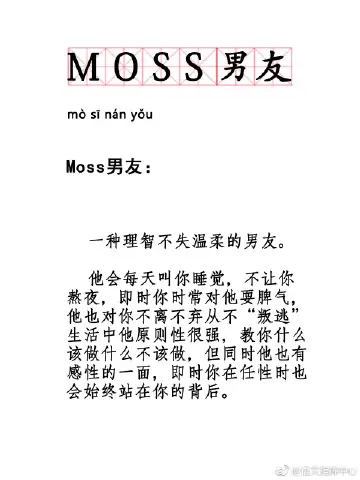 MOSS男友
mò sī nán yǒu
Moss男友：
一种理智不失温柔的男友。
他会每天叫你睡觉，不让你
熬夜，即时你时常对他耍脾气，
他也对你不离不弃从不“叛逃”
生活中他原则性很强，教你什么
该做什么不该做，但同时他也有
感性的一面，即时你在任性时也
会始终站在你的背后。